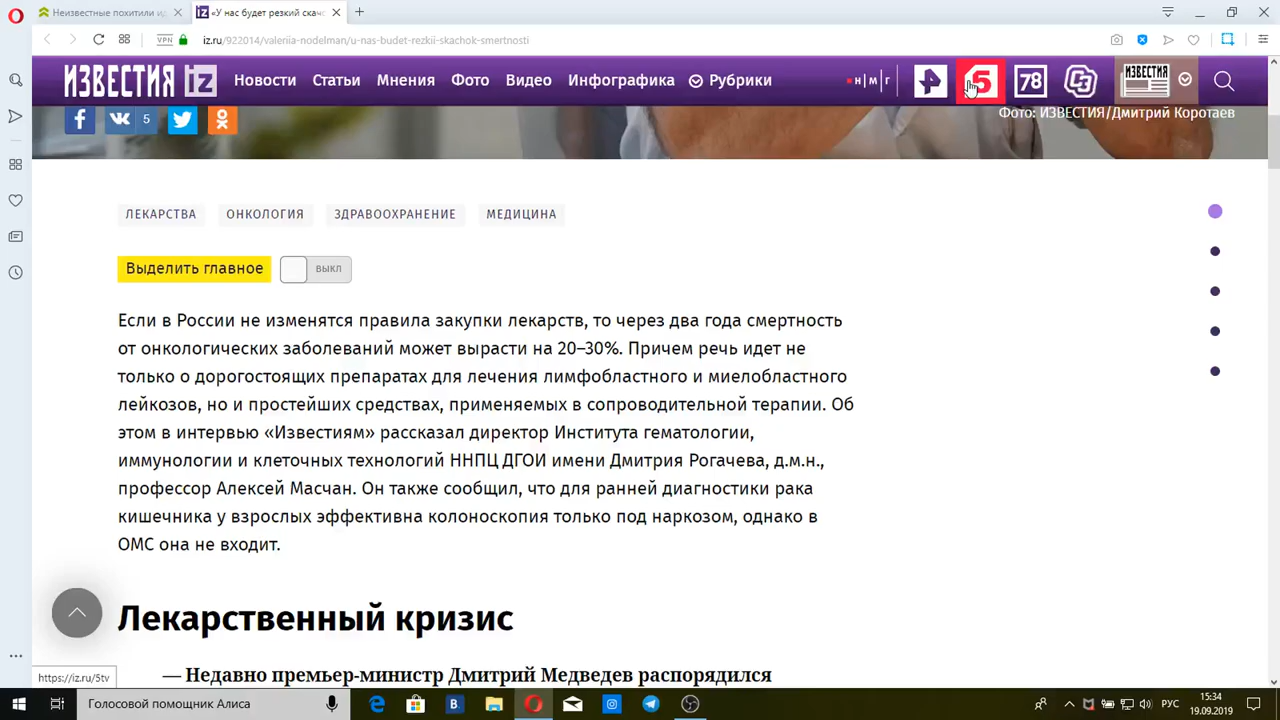 Неизвестные похитили ид
«У нас будет резкий скачо
VPN
iz.ru/922014/valeriia-nodelman/u-nas-budet-rezkii-skachok-smertnosti
ИЗВЕСТИЯ iz
Новости Статьи Мнения Фото Видео Инфографика Рубрики
н|м|г
5
78
ИЗВЕСТИЯ
5
Фото: ИЗВЕСТИЯ/Дмитрий Коротаев
ЛЕКАРСТВА ОНКОЛОГИЯ ЗДРАВООХРАНЕНИЕ МЕДИЦИНА
Выделить главное ВЫКЛ
Если в России не изменятся правила закупки лекарств, то через два года смертность
от онкологических заболеваний может вырасти на 20–30%. Причем речь идет не
только о дорогостоящих препаратах для лечения лимфобластного и миелобластного
лейкозов, но и простейших средствах, применяемых в сопроводительной терапии. Об
этом в интервью «Известиям» рассказал директор Института гематологии,
иммунологии и клеточных технологий ННПЦ ДГОИ имени Дмитрия Рогачева, д.м.н.,
профессор Алексей Масчан. Он также сообщил, что для ранней диагностики рака
кишечника у взрослых эффективна колоноскопия только под наркозом, однако в
ОМС она не входит.
Лекарственный кризис
— Недавно премьер-министр Дмитрий Медведев распорядился
https://iz.ru/5tv
Голосовой помощник Алиса
РУС
15:34
19.09.2019